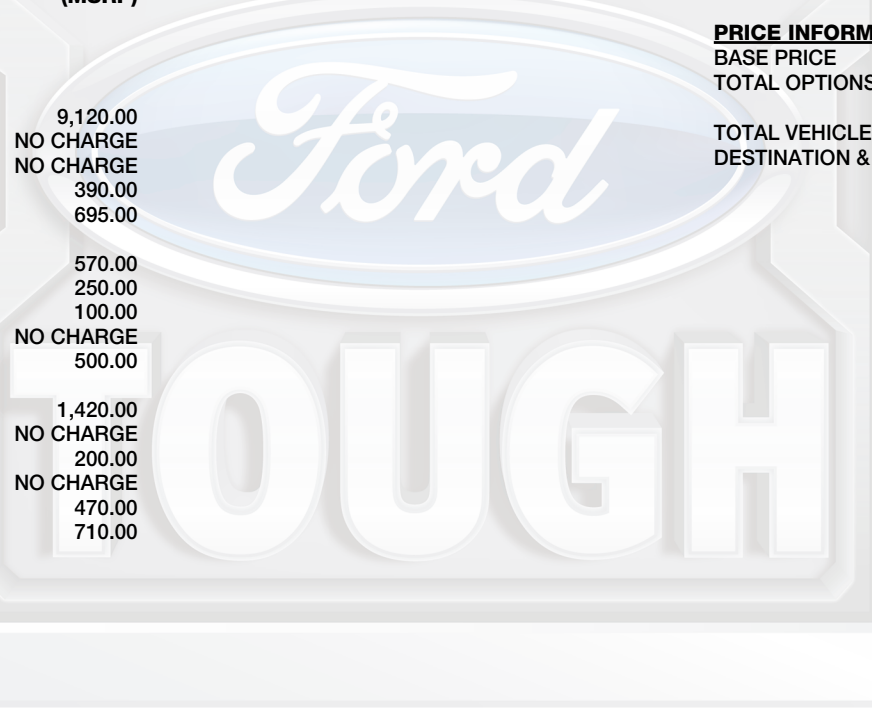 (MSRP)
9,120.00
NO CHARGE
NO CHARGE
390.00
695.00
570.00
250.00
100.00
NO CHARGE
500.00
1,420.00
NO CHARGE
200.00
NO CHARGE
470.00
710.00
PRICE INFORM
BASE PRICE
TOTAL OPTIONS
TOTAL VEHICLE
DESTINATION &
Ford
TOUGH